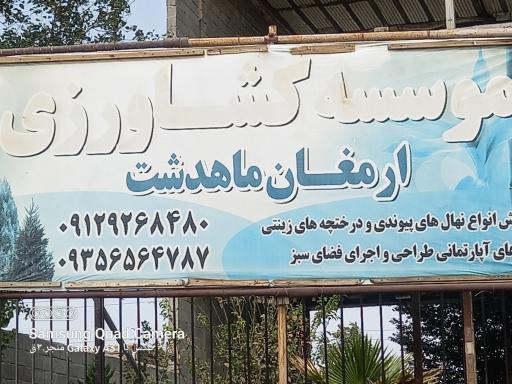 موسسه کشاورزی
ارمغان ماهدشت
انواع نهال های پیوندی و درختچه های زینتی
های آپارتمانی طراحی و اجرای فضای سبز
۰۹۱۲۹۲۶۸۴۸۰
۰۹۳۵۶۵۶۴۷۸۷
Samsung Quad Camera
Galaxy